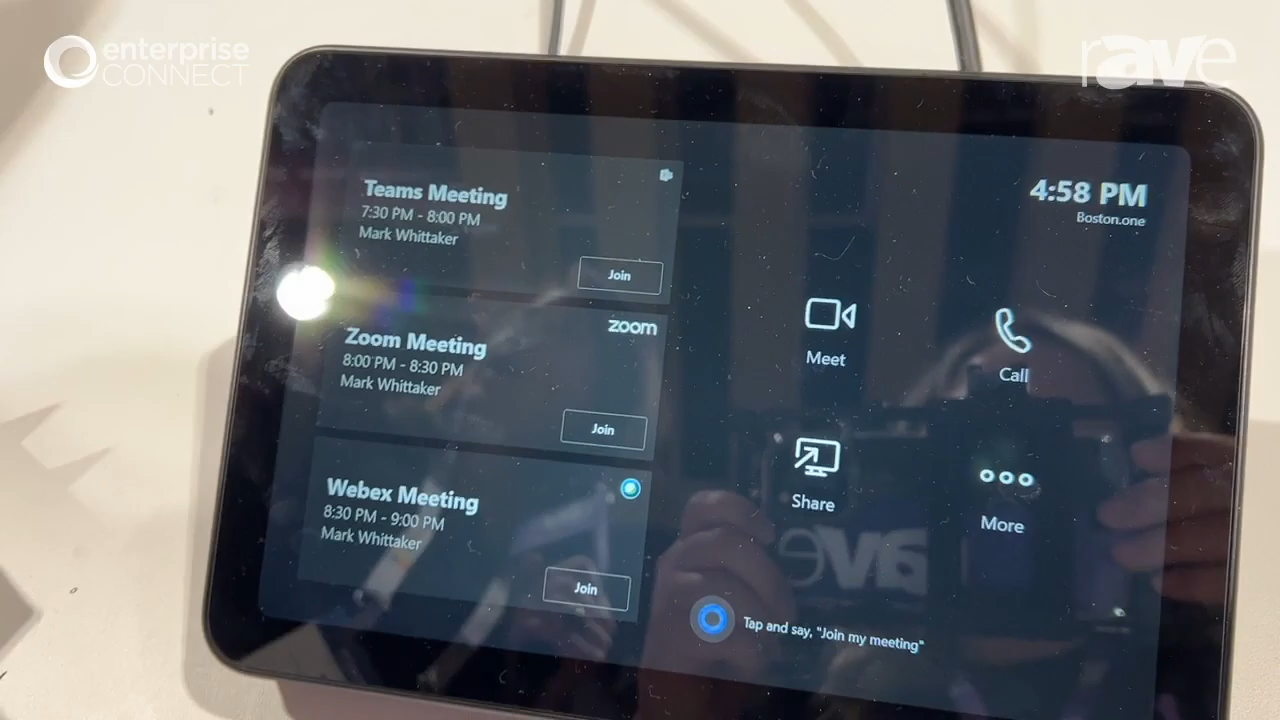 enterprise
CONNECT
rAVe
Teams Meeting
7:30 PM - 8:00 PM
Mark Whittaker
Join
zoom
Zoom Meeting
8:00 PM - 8:30 PM
Mark Whittaker
Join
Webex Meeting
8:30 PM - 9:00 PM
Mark Whittaker
Join
4:58 PM
Boston.one
Meet
Call
Share
More
Tap and say, "Join my meeting"
rAVe